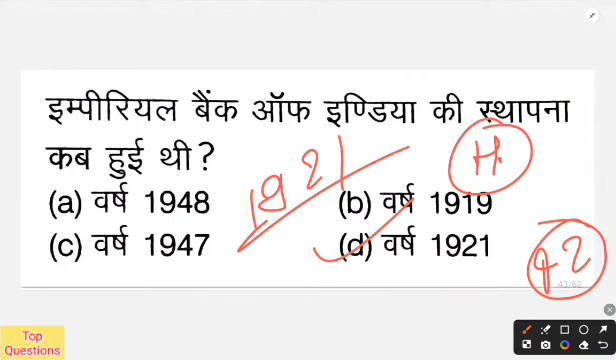 इम्पीरियल बैंक ऑफ इण्डिया की स्थापना
कब हुई थी?
1921
H
(a) वर्ष 1948
(b) वर्ष 1919
(c) वर्ष 1947
(d) वर्ष 1921
42
43/62
Top
Questions